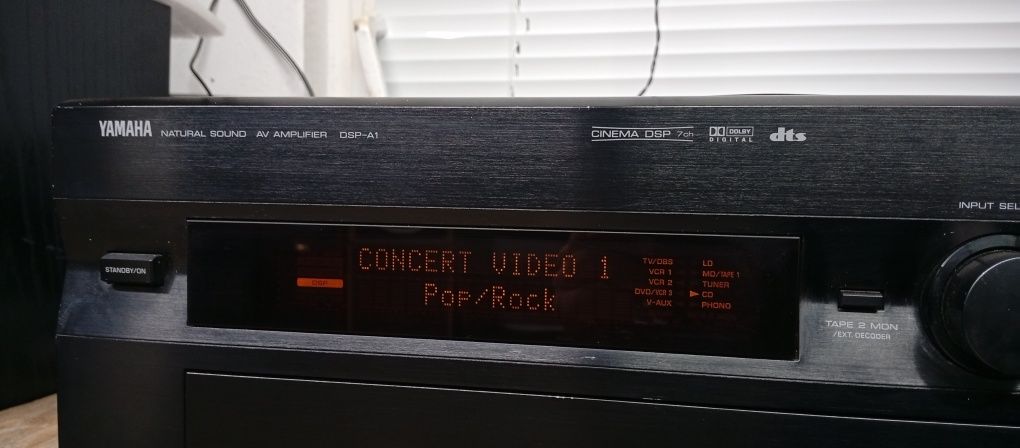 YAMAHA NATURAL SOUND AV AMPLIFIER DSP-A1
CINEMA DSP 7ch DOLBY DIGITAL dts
INPUT SEL
STANDBY/ON
DSP
CONCERT VIDEO 1
Pop/Rock
TV/DBS
VCR 1
VCR 2
DVD/VCR 3
V-AUX
LD
MD/TAPE 1
TUNER
CD
PHONO
TAPE 2 MON
/EXT. DECODER